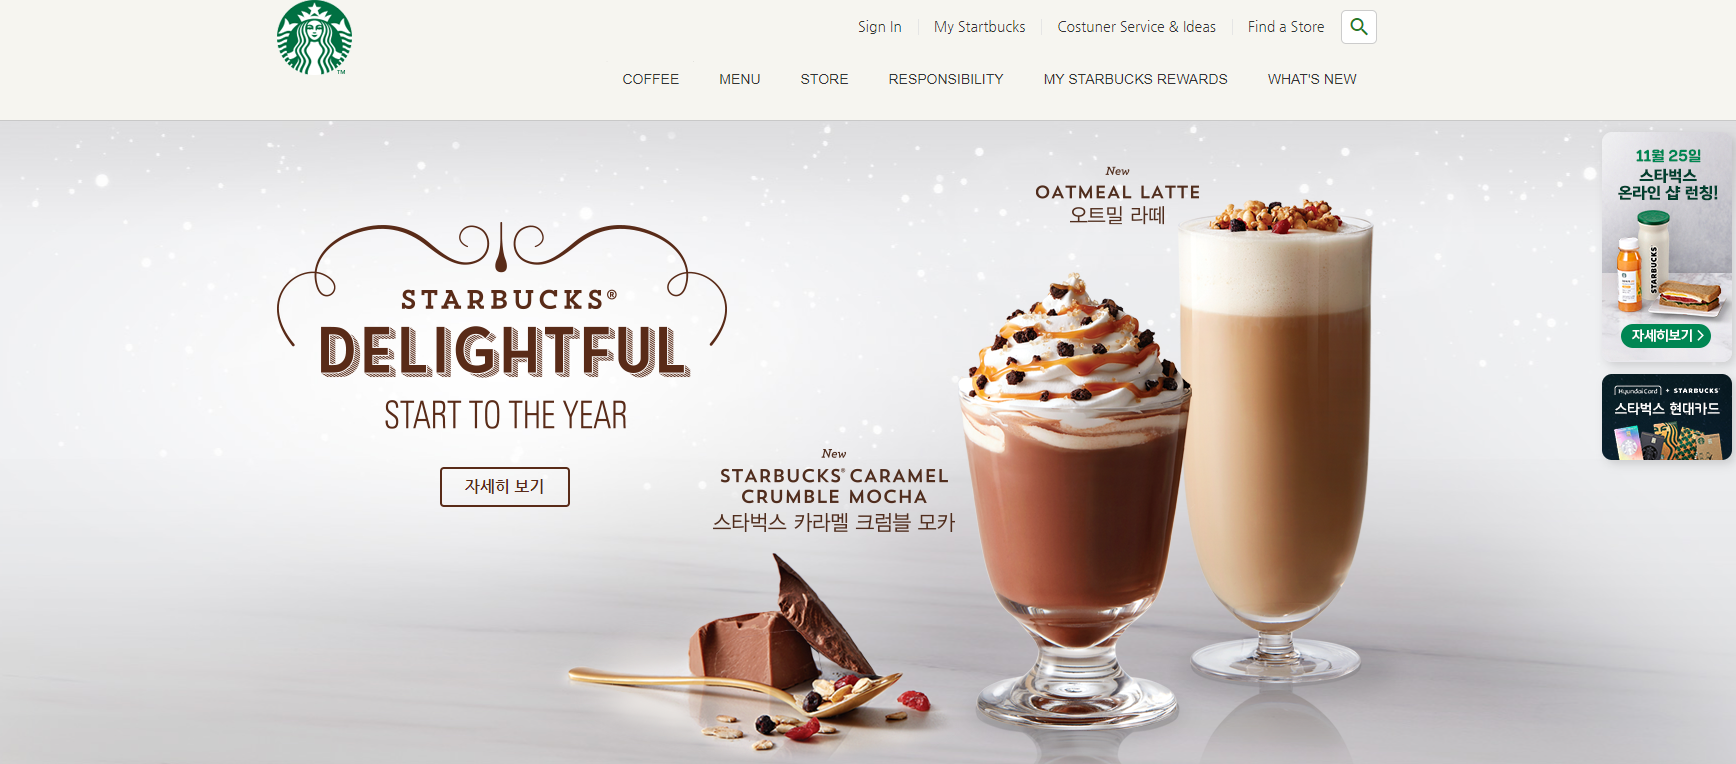 Sign In
My Startbucks
Costuner Service & Ideas
Find a Store
COFFEE
MENU
STORE
RESPONSIBILITY
MY STARBUCKS REWARDS
WHAT'S NEW
STARBUCKS®
DELIGHTFUL
START TO THE YEAR
자세히 보기
New
OATMEAL LATTE
오트밀 라떼
New
STARBUCKS® CARAMEL
CRUMBLE MOCHA
스타벅스 카라멜 크럼블 모카
11월 25일
스타벅스
온라인 샵 런칭!
STARBUCKS
자세히보기 >
HyundaiCard + STARBUCKS®
스타벅스 현대카드